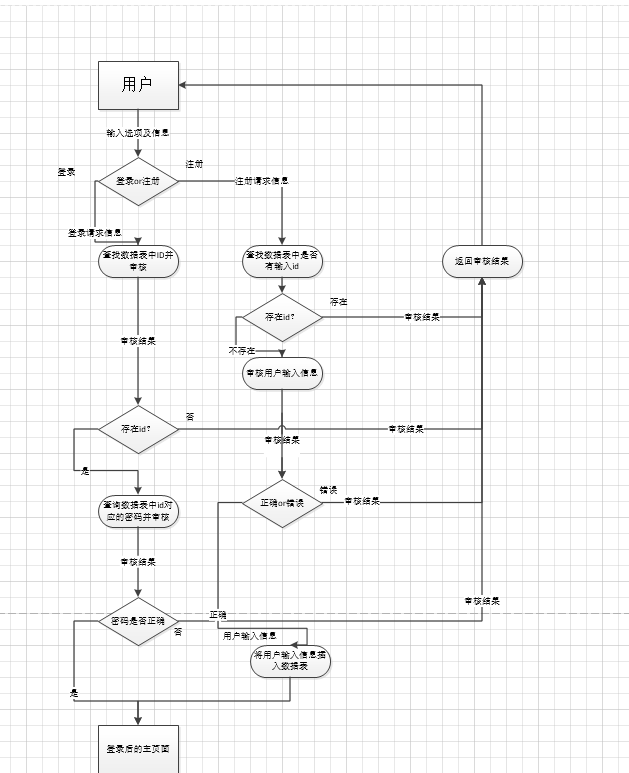 用户
输入选项及信息
登录
注册
登录or注册
注册请求信息
登录请求信息
查找数据表中ID并
审核
查找数据表中是否
有输入id
返回审核结果
存在
存在id?
审核结果
审核结果
不存在
审核用户输入信息
否
存在id?
审核结果
审核结果
是
错误
正确or错误
审核结果
查询数据表中id对
应的密码并审核
审核结果
审核结果
正确
密码是否正确
否
用户输入信息
将用户输入信息插
入数据表
是
登录后的主页面